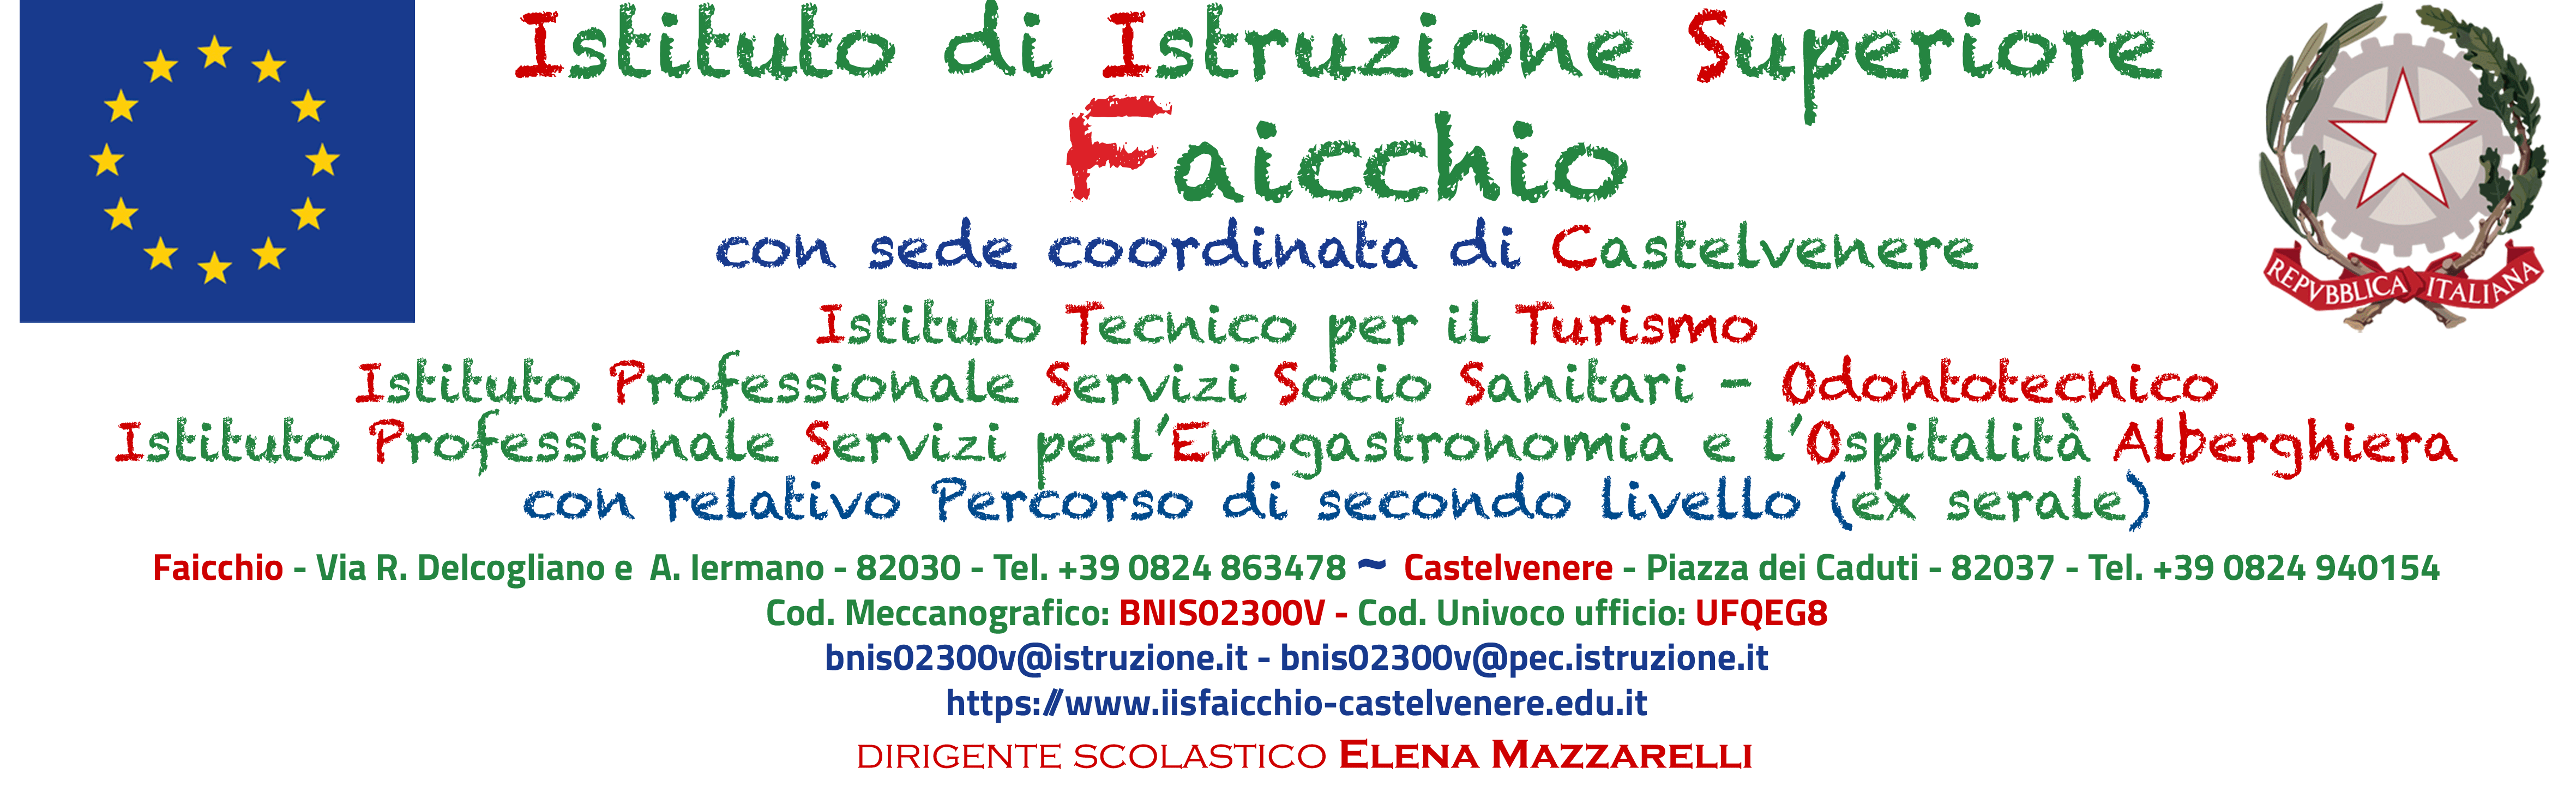 Istituto di Istruzione Superiore
Faicchio
con sede coordinata di Castelvenere
REPVBBLICA ITALIANA
Istituto Tecnico per il Turismo
Istituto Professionale Servizi Socio Sanitari - Odontotecnico
Istituto Professionale Servizi perl'Enogastronomia e l'Ospitalità Alberghiera
con relativo Percorso di secondo livello (ex serale)
Faicchio - Via R. Delcogliano e A. Iermano - 82030 - Tel. +39 0824 863478 ~ Castelvenere - Piazza dei Caduti - 82037 - Tel. +39 0824 940154
Cod. Meccanografico: BNIS02300V - Cod. Univoco ufficio: UFQEG8
bnis02300v@istruzione.it - bnis02300v@pec.istruzione.it
https://www.iisfaicchio-castelvenere.edu.it
DIRIGENTE SCOLASTICO ELENA MAZZARELLI